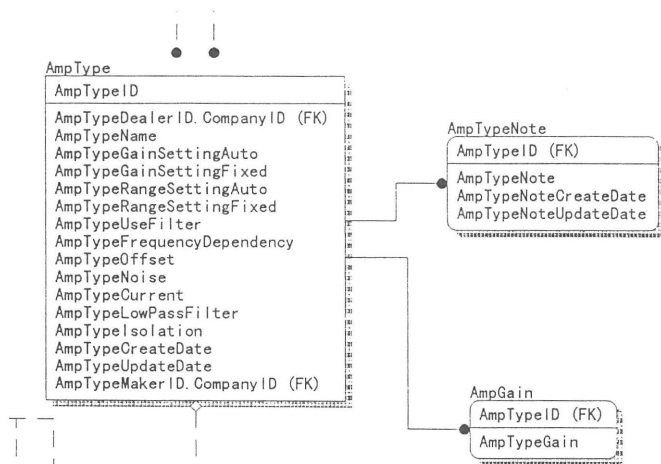 AmpType
AmpTypeID
AmpTypeDealerID.CompanyID (FK)
AmpTypeName
AmpTypeGainSettingAuto
AmpTypeGainSettingFixed
AmpTypeRangeSettingAuto
AmpTypeRangeSettingFixed
AmpTypeUseFilter
AmpTypeFrequencyDependency
AmpTypeOffset
AmpTypeNoise
AmpTypeCurrent
AmpTypeLowPassFilter
AmpTypeIsolation
AmpTypeCreateDate
AmpTypeUpdateDate
AmpTypeMakerID.CompanyID (FK)
AmpTypeNote
AmpTypeID (FK)
AmpTypeNote
AmpTypeNoteCreateDate
AmpTypeNoteUpdateDate
AmpGain
AmpTypeID (FK)
AmpTypeGain